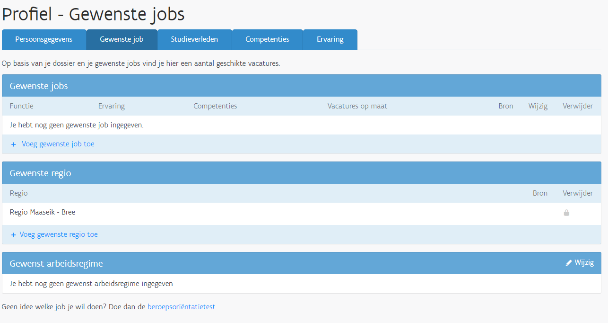 Profiel - Gewenste jobs
Persoonsgegevens Gewenste job Studieverleden Competenties Ervaring
Op basis van je dossier en je gewenste jobs vind je hier een aantal geschikte vacatures.
Gewenste jobs
Functie Ervaring Competenties Vacatures op maat Bron Wijzig Verwijder
Je hebt nog geen gewenste job ingegeven.
+ Voeg gewenste job toe
Gewenste regio
Regio Bron Verwijder
Regio Maaseik - Bree
+ Voeg gewenste regio toe
Gewenst arbeidsregime Wijzig
Je hebt nog geen gewenst arbeidsregime ingegeven
Geen idee welke job je wil doen? Doe dan de beroepsoriëntatietest